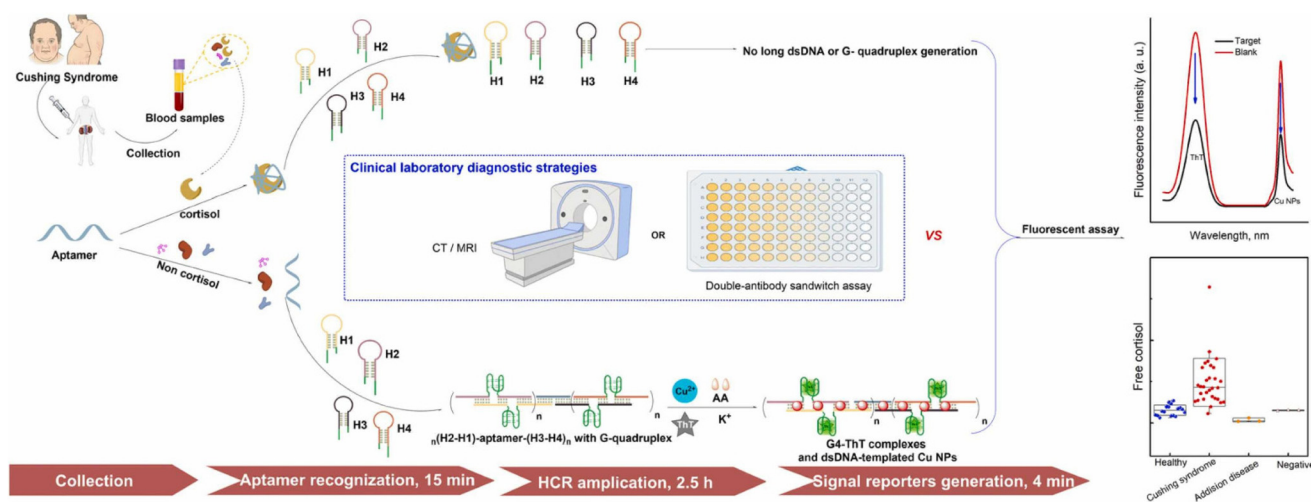 Cushing Syndrome
Blood samples
Collection
cortisol
Aptamer
Non cortisol
H1
H2
H3
H4
H1
H2
H3
H4
No long dsDNA or G- quadruplex generation
Clinical laboratory diagnostic strategies
CT / MRI
OR
Double-antibody sandwitch assay
VS
Fluorescent assay
H1
H2
H3
H4
n
n
n(H2-H1)-aptamer-(H3-H4)n with G-quadruplex
Cu2+
AA
ThT
K+
n
n
G4-ThT complexes
and dsDNA-templated Cu NPs
Fluorescence intensity (a. u.)
Target
Blank
ThT
Cu NPs
Wavelength, nm
Free cortisol
Healthy
Cushing syndrome
Addision disease
Negative
Collection
Aptamer recognization, 15 min
HCR amplication, 2.5 h
Signal reporters generation, 4 min